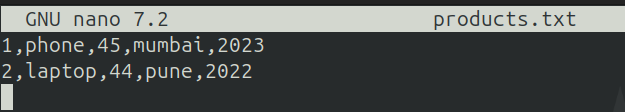 GNU nano 7.2 products.txt
1,phone,45,mumbai,2023
2,laptop,44,pune,2022